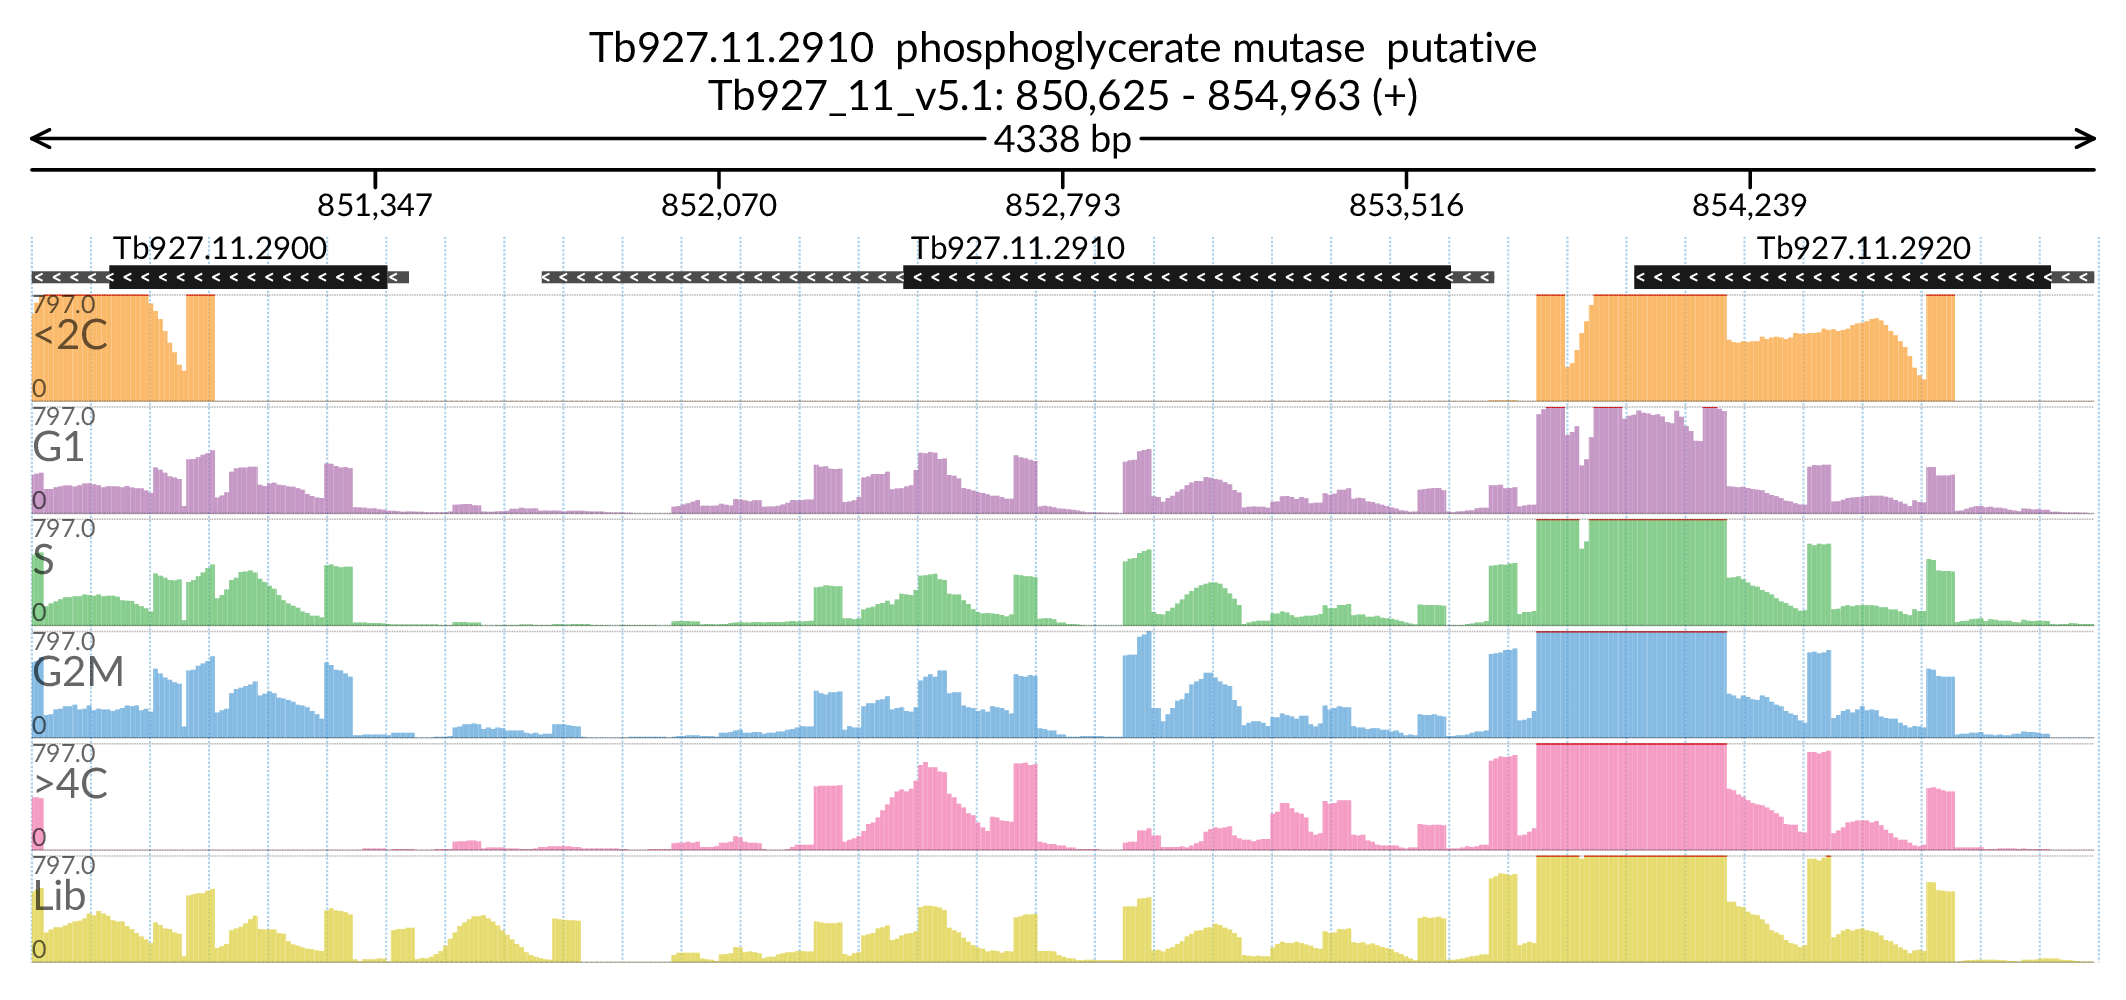 Tb927.11.2910 phosphoglycerate mutase putative
Tb927_11_v5.1: 850,625 - 854,963 (+)
4338 bp
851,347 852,070 852,793 853,516 854,239
Tb927.11.2900 Tb927.11.2910 Tb927.11.2920
797.0
<2C
0
797.0
G1
0
797.0
S
0
797.0
G2M
0
797.0
>4C
0
797.0
Lib
0